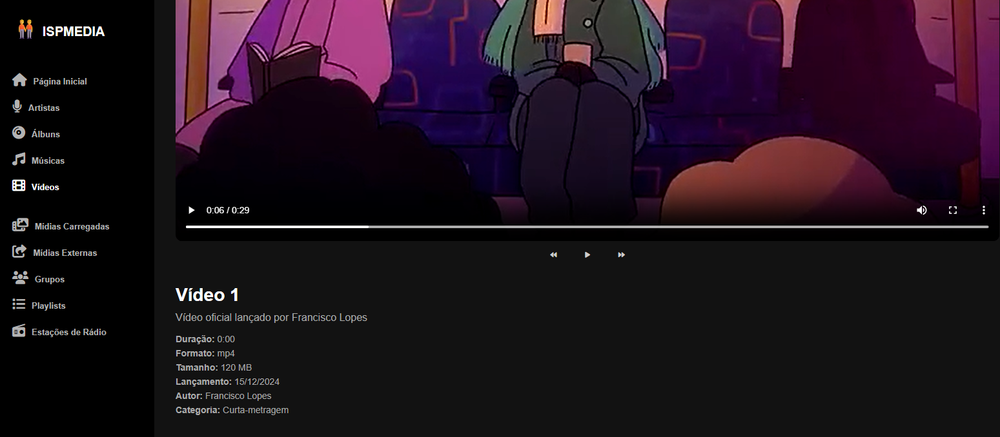 ISPMEDIA
Página Inicial
Artistas
Álbuns
Músicas
Vídeos
Mídias Carregadas
Mídias Externas
Grupos
Playlists
Estações de Rádio
0:06 / 0:29
Vídeo 1
Vídeo oficial lançado por Francisco Lopes
Duração: 0:00
Formato: mp4
Tamanho: 120 MB
Lançamento: 15/12/2024
Autor: Francisco Lopes
Categoria: Curta-metragem